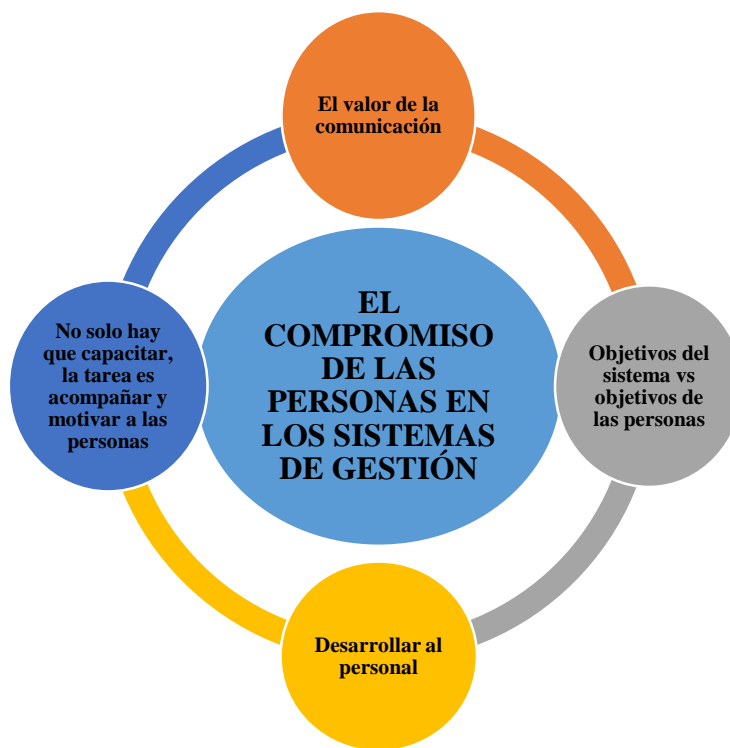 El valor de la
comunicación
EL
COMPROMISO
DE LAS
PERSONAS EN
LOS SISTEMAS
DE GESTIÓN
Objetivos del
sistema vs
objetivos de
las personas
Desarrollar al
personal
No solo hay
que capacitar,
la tarea es
acompañar y
motivar a las
personas